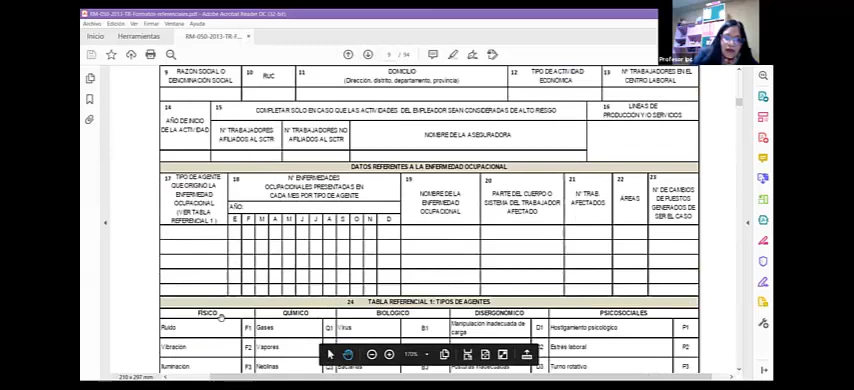 RM-050-2013-TR-Formatos-referenciales.pdf - Adobe Acrobat Reader DC (32-bit)
Archivo Edición Ver Firmar Ventana Ayuda
Inicio Herramientas RM-050-2013-TR-F... ×
9 / 94
Profesor ipc
9 RAZÓN SOCIAL O DENOMINACIÓN SOCIAL
10 RUC
11 DOMICILIO (Dirección, distrito, departamento, provincia)
12 TIPO DE ACTIVIDAD ECONÓMICA
13 N° TRABAJADORES EN EL CENTRO LABORAL
14 AÑO DE INICIO DE LA ACTIVIDAD
15 COMPLETAR SÓLO EN CASO QUE LAS ACTIVIDADES DEL EMPLEADOR SEAN CONSIDERADAS DE ALTO RIESGO
16 LÍNEAS DE PRODUCCIÓN Y/O SERVICIOS
N° TRABAJADORES AFILIADOS AL SCTR
N° TRABAJADORES NO AFILIADOS AL SCTR
NOMBRE DE LA ASEGURADORA
DATOS REFERENTES A LA ENFERMEDAD OCUPACIONAL
17 TIPO DE AGENTE QUE ORIGINÓ LA ENFERMEDAD OCUPACIONAL (VER TABLA REFERENCIAL 1 )
18 N° ENFERMEDADES OCUPACIONALES PRESENTADAS EN CADA MES POR TIPO DE AGENTE
AÑO:
E F M A M J J A S O N D
19 NOMBRE DE LA ENFERMEDAD OCUPACIONAL
20 PARTE DEL CUERPO O SISTEMA DEL TRABAJADOR AFECTADO
21 N° TRAB. AFECTADOS
22 ÁREAS
23 N° DE CAMBIOS DE PUESTOS GENERADOS DE SER EL CASO
24 TABLA REFERENCIAL 1: TIPOS DE AGENTES
FÍSICO QUÍMICO BIOLÓGICO DISERGONÓMICO PSICOSOCIALES
Ruido F1 Gases Q1 Virus B1 Manipulación inadecuada de carga D1 Hostigamiento psicológico P1
Vibración F2 Vapores Estrés laboral P2
Iluminación F3 Neblinas Turno rotativo P3
170%
210 x 297 mm